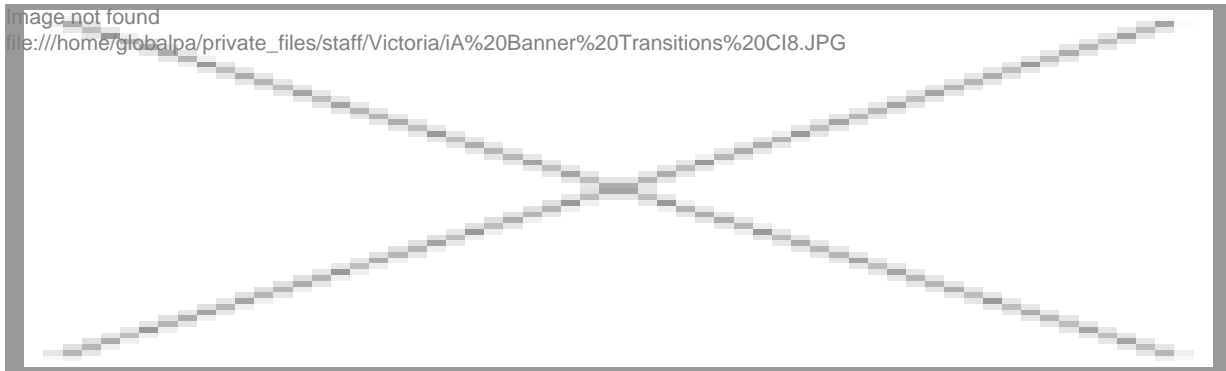 Image not found
file:///home/globalpa/private_files/staff/Victoria/iA%20Banner%20Transitions%20CI8.JPG